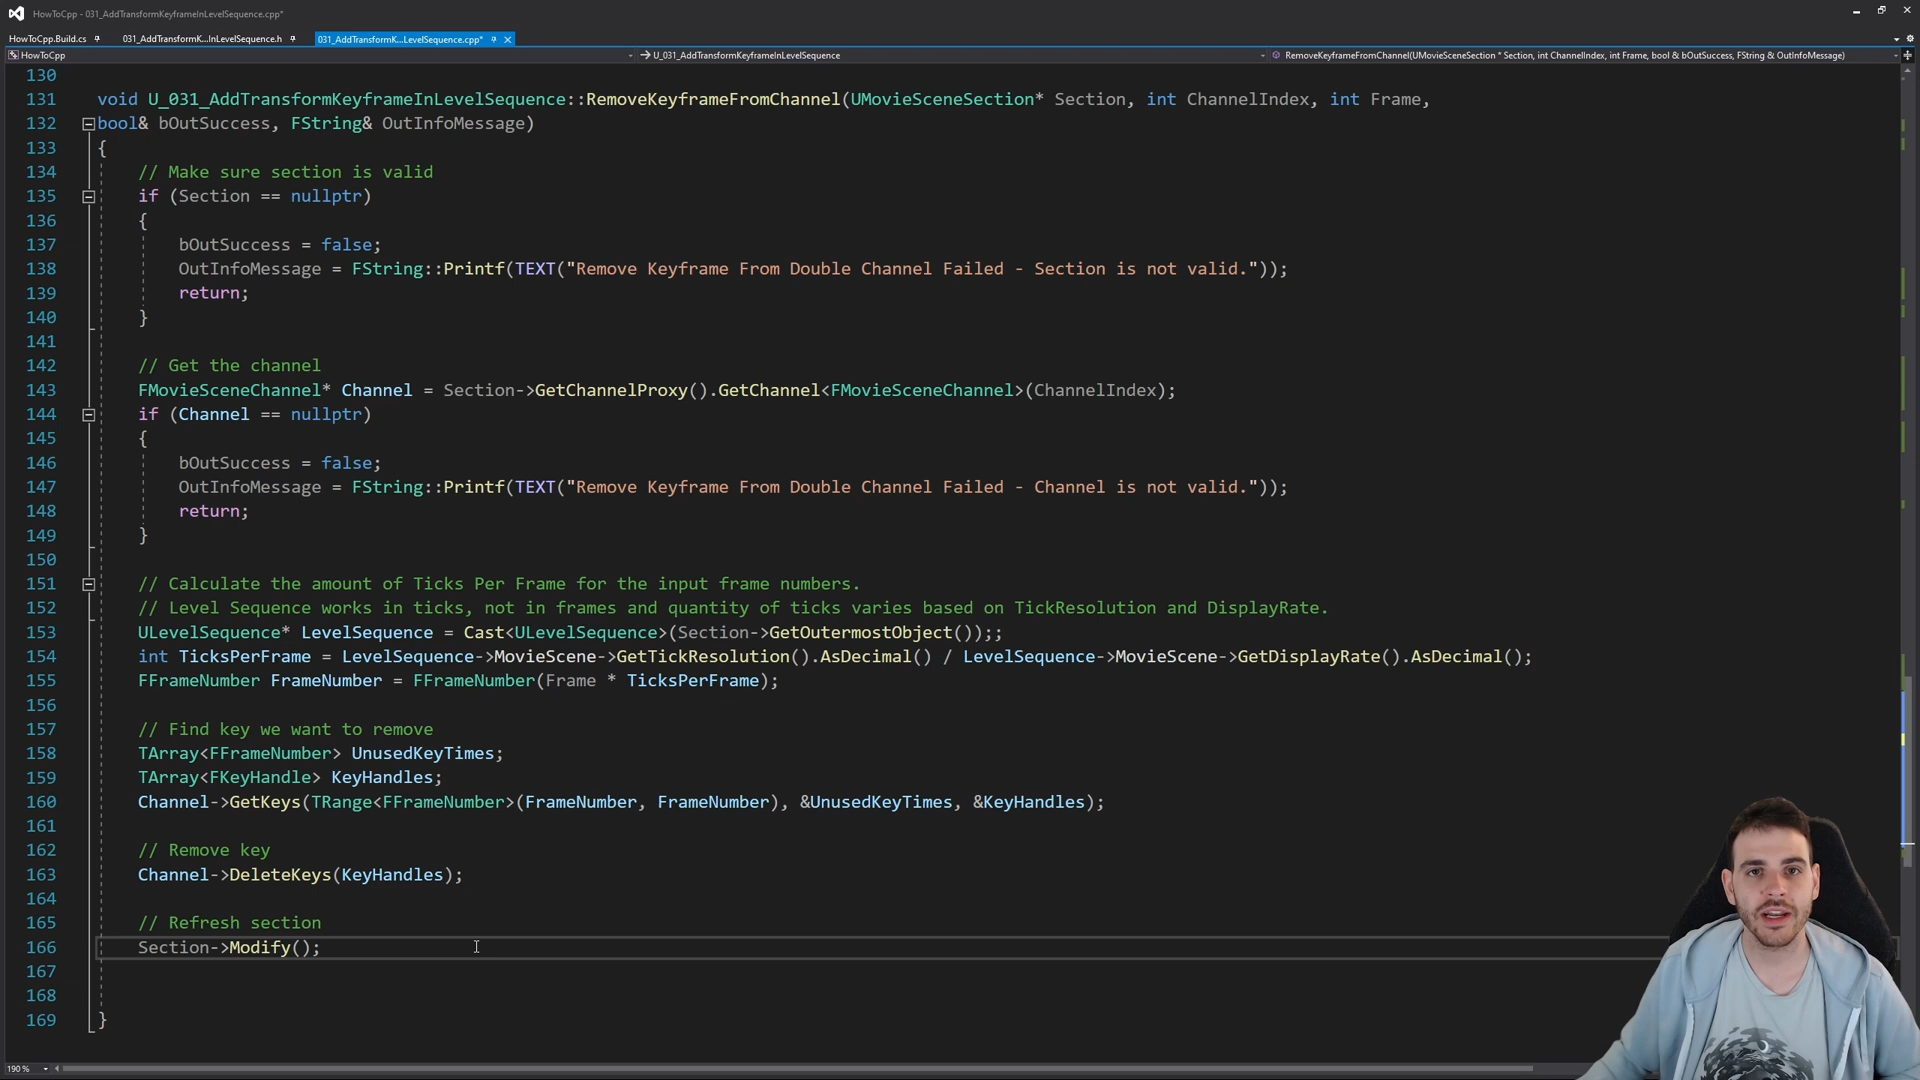 HowToCpp - 031_AddTransformKeyframeInLevelSequence.cpp*
HowToCpp.Build.cs 031_AddTransformK...InLevelSequence.h 031_AddTransformK...LevelSequence.cpp*
HowToCpp U_031_AddTransformKeyframeInLevelSequence RemoveKeyframeFromChannel(UMovieSceneSection * Section, int ChannelIndex, int Frame, bool & bOutSuccess, FString & OutInfoMessage)
130
131 void U_031_AddTransformKeyframeInLevelSequence::RemoveKeyframeFromChannel(UMovieSceneSection* Section, int ChannelIndex, int Frame,
132 bool& bOutSuccess, FString& OutInfoMessage)
133 {
134 // Make sure section is valid
135 if (Section == nullptr)
136 {
137 bOutSuccess = false;
138 OutInfoMessage = FString::Printf(TEXT("Remove Keyframe From Double Channel Failed - Section is not valid."));
139 return;
140 }
141
142 // Get the channel
143 FMovieSceneChannel* Channel = Section->GetChannelProxy().GetChannel<FMovieSceneChannel>(ChannelIndex);
144 if (Channel == nullptr)
145 {
146 bOutSuccess = false;
147 OutInfoMessage = FString::Printf(TEXT("Remove Keyframe From Double Channel Failed - Channel is not valid."));
148 return;
149 }
150
151 // Calculate the amount of Ticks Per Frame for the input frame numbers.
152 // Level Sequence works in ticks, not in frames and quantity of ticks varies based on TickResolution and DisplayRate.
153 ULevelSequence* LevelSequence = Cast<ULevelSequence>(Section->GetOutermostObject());;
154 int TicksPerFrame = LevelSequence->MovieScene->GetTickResolution().AsDecimal() / LevelSequence->MovieScene->GetDisplayRate().AsDecimal();
155 FFrameNumber FrameNumber = FFrameNumber(Frame * TicksPerFrame);
156
157 // Find key we want to remove
158 TArray<FFrameNumber> UnusedKeyTimes;
159 TArray<FKeyHandle> KeyHandles;
160 Channel->GetKeys(TRange<FFrameNumber>(FrameNumber, FrameNumber), &UnusedKeyTimes, &KeyHandles);
161
162 // Remove key
163 Channel->DeleteKeys(KeyHandles);
164
165 // Refresh section
166 Section->Modify();
167
168
169 }
190 %